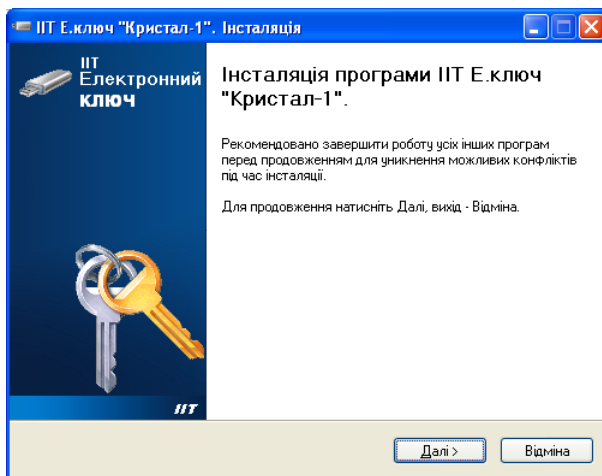 ІІТ Е.ключ "Кристал-1". Інсталяція
ІІТ
Електронний
ключ
Інсталяція програми ІІТ Е.ключ
"Кристал-1".
Рекомендовано завершити роботу усіх інших програм
перед продовженням для уникнення можливих конфліктів
під час інсталяції.
Для продовження натисніть Далі, вихід - Відміна.
ІІТ
Далі >
Відміна